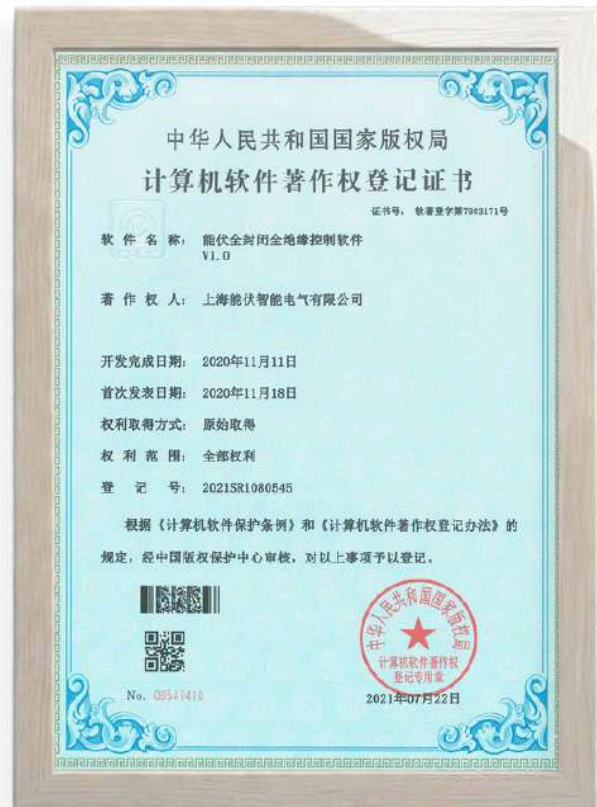 中华人民共和国国家版权局
计算机软件著作权登记证书
证书号： 软著登字第7803171号
软件名称： 能伏全封闭全绝缘控制软件
V1.0
著作权人： 上海能伏智能电气有限公司
开发完成日期： 2020年11月11日
首次发表日期： 2020年11月18日
权利取得方式： 原始取得
权利范围： 全部权利
登记号： 2021SR1080545
根据《计算机软件保护条例》和《计算机软件著作权登记办法》的
规定，经中国版权保护中心审核，对以上事项予以登记。
中华人民共和国国家版权局
计算机软件著作权
登记专用章
No.
2021年07月22日